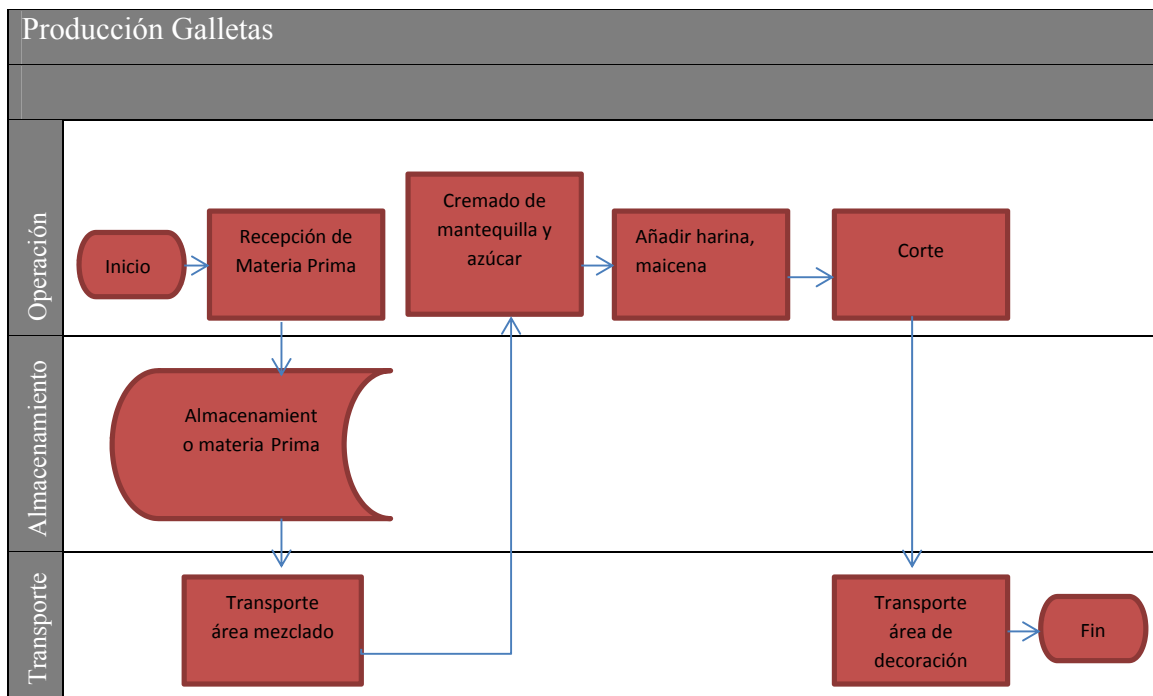 Producción Galletas
Operación
Inicio
Recepción de
Materia Prima
Cremado de
mantequilla y
azúcar
Añadir harina,
maicena
Corte
Almacenamiento
Almacenamient
o materia Prima
Transporte
Transporte
área mezclado
Transporte
área de
decoración
Fin